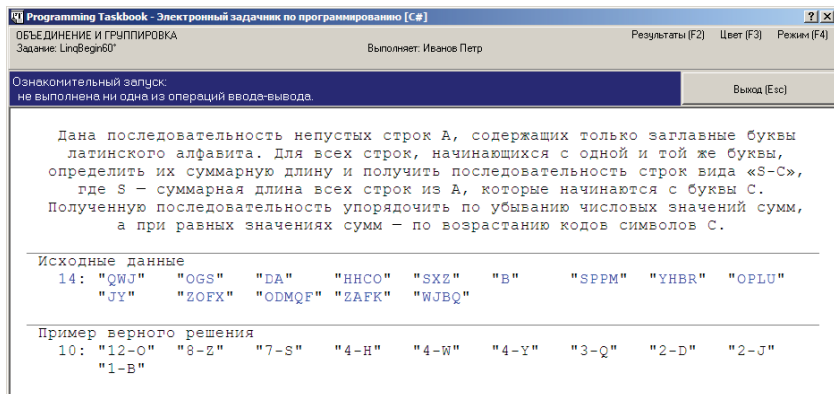 Programming Taskbook - Электронный задачник по программированию [C#]
ОБЪЕДИНЕНИЕ И ГРУППИРОВКА
Результаты (F2) Цвет (F3) Режим (F4)
Задание: LinqBegin60° Выполняет: Иванов Петр
Ознакомительный запуск:
не выполнена ни одна из операций ввода-вывода.
Выход (Esc)
Дана последовательность непустых строк A, содержащих только заглавные буквы
латинского алфавита. Для всех строк, начинающихся с одной и той же буквы,
определить их суммарную длину и получить последовательность строк вида «S-C»,
где S — суммарная длина всех строк из A, которые начинаются с буквы C.
Полученную последовательность упорядочить по убыванию числовых значений сумм,
а при равных значениях сумм — по возрастанию кодов символов C.
Исходные данные
14: "QWJ" "OGS" "DA" "HHCO" "SXZ" "B" "SPPM" "YHBR" "OPLU"
"JY" "ZOFX" "ODMQF" "ZAFK" "WJBQ"
Пример верного решения
10: "12-O" "8-Z" "7-S" "4-H" "4-W" "4-Y" "3-Q" "2-D" "2-J"
"1-B"